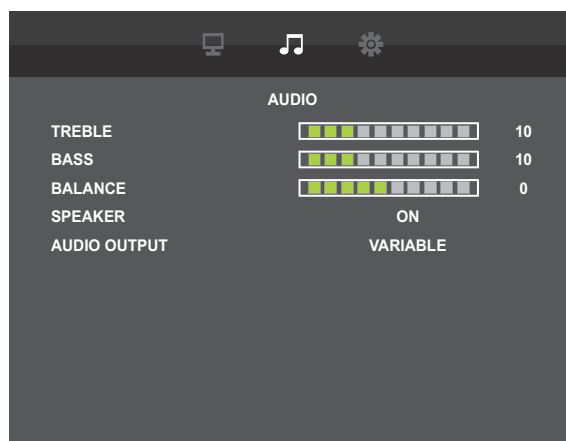 AUDIO
TREBLE 10
BASS 10
BALANCE 0
SPEAKER ON
AUDIO OUTPUT VARIABLE